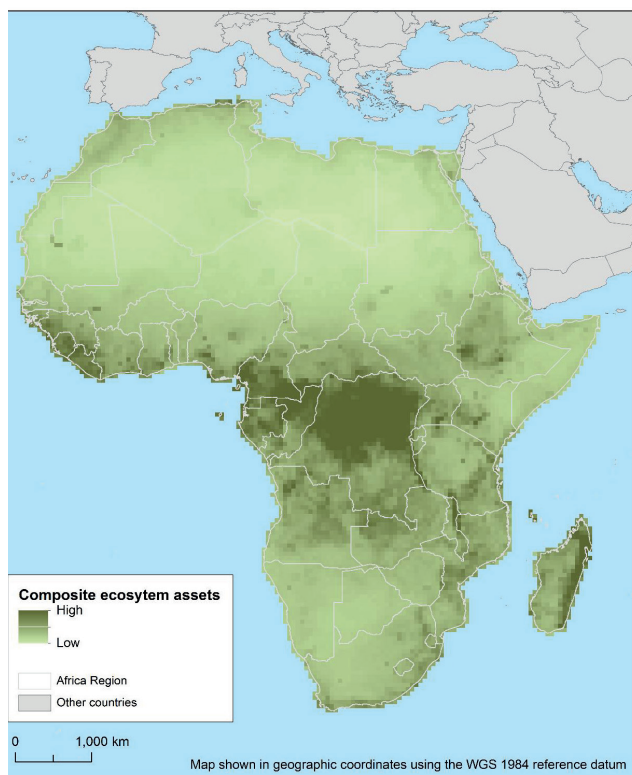 Composite ecosytem assets
High
Low
Africa Region
Other countries
0 1,000 km
Map shown in geographic coordinates using the WGS 1984 reference datum